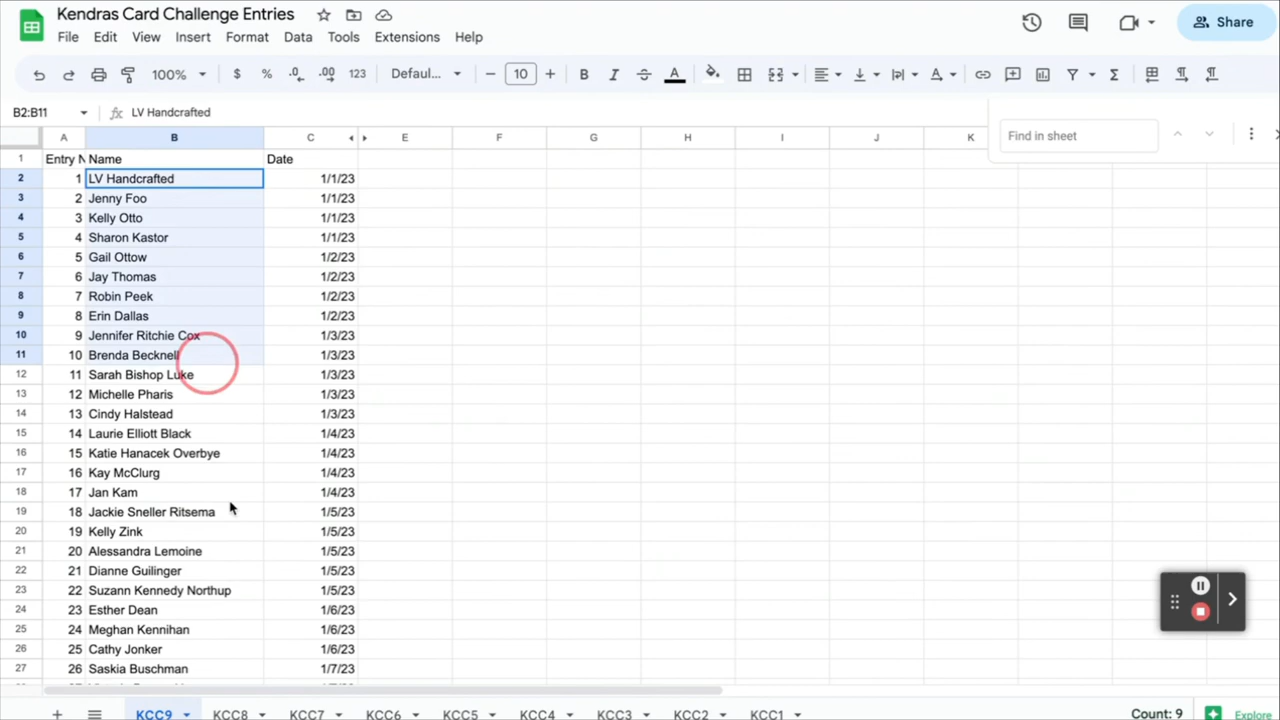 Kendras Card Challenge Entries
File Edit View Insert Format Data Tools Extensions Help
Share
100% $ % .0 .00 123 Defaul... 10 B I A
B2:B11 LV Handcrafted
Find in sheet
A B C E F G H I J K
1 Entry N Name Date
2 1 LV Handcrafted 1/1/23
3 2 Jenny Foo 1/1/23
4 3 Kelly Otto 1/1/23
5 4 Sharon Kastor 1/1/23
6 5 Gail Ottow 1/2/23
7 6 Jay Thomas 1/2/23
8 7 Robin Peek 1/2/23
9 8 Erin Dallas 1/2/23
10 9 Jennifer Ritchie Cox 1/3/23
11 10 Brenda Becknell 1/3/23
12 11 Sarah Bishop Luke 1/3/23
13 12 Michelle Pharis 1/3/23
14 13 Cindy Halstead 1/3/23
15 14 Laurie Elliott Black 1/4/23
16 15 Katie Hanacek Overbye 1/4/23
17 16 Kay McClurg 1/4/23
18 17 Jan Kam 1/4/23
19 18 Jackie Sneller Ritsema 1/5/23
20 19 Kelly Zink 1/5/23
21 20 Alessandra Lemoine 1/5/23
22 21 Dianne Guilinger 1/5/23
23 22 Suzann Kennedy Northup 1/5/23
24 23 Esther Dean 1/6/23
25 24 Meghan Kennihan 1/6/23
26 25 Cathy Jonker 1/6/23
27 26 Saskia Buschman 1/7/23
KCC9 KCC8 KCC7 KCC6 KCC5 KCC4 KCC3 KCC2 KCC1 Count: 9 Explore